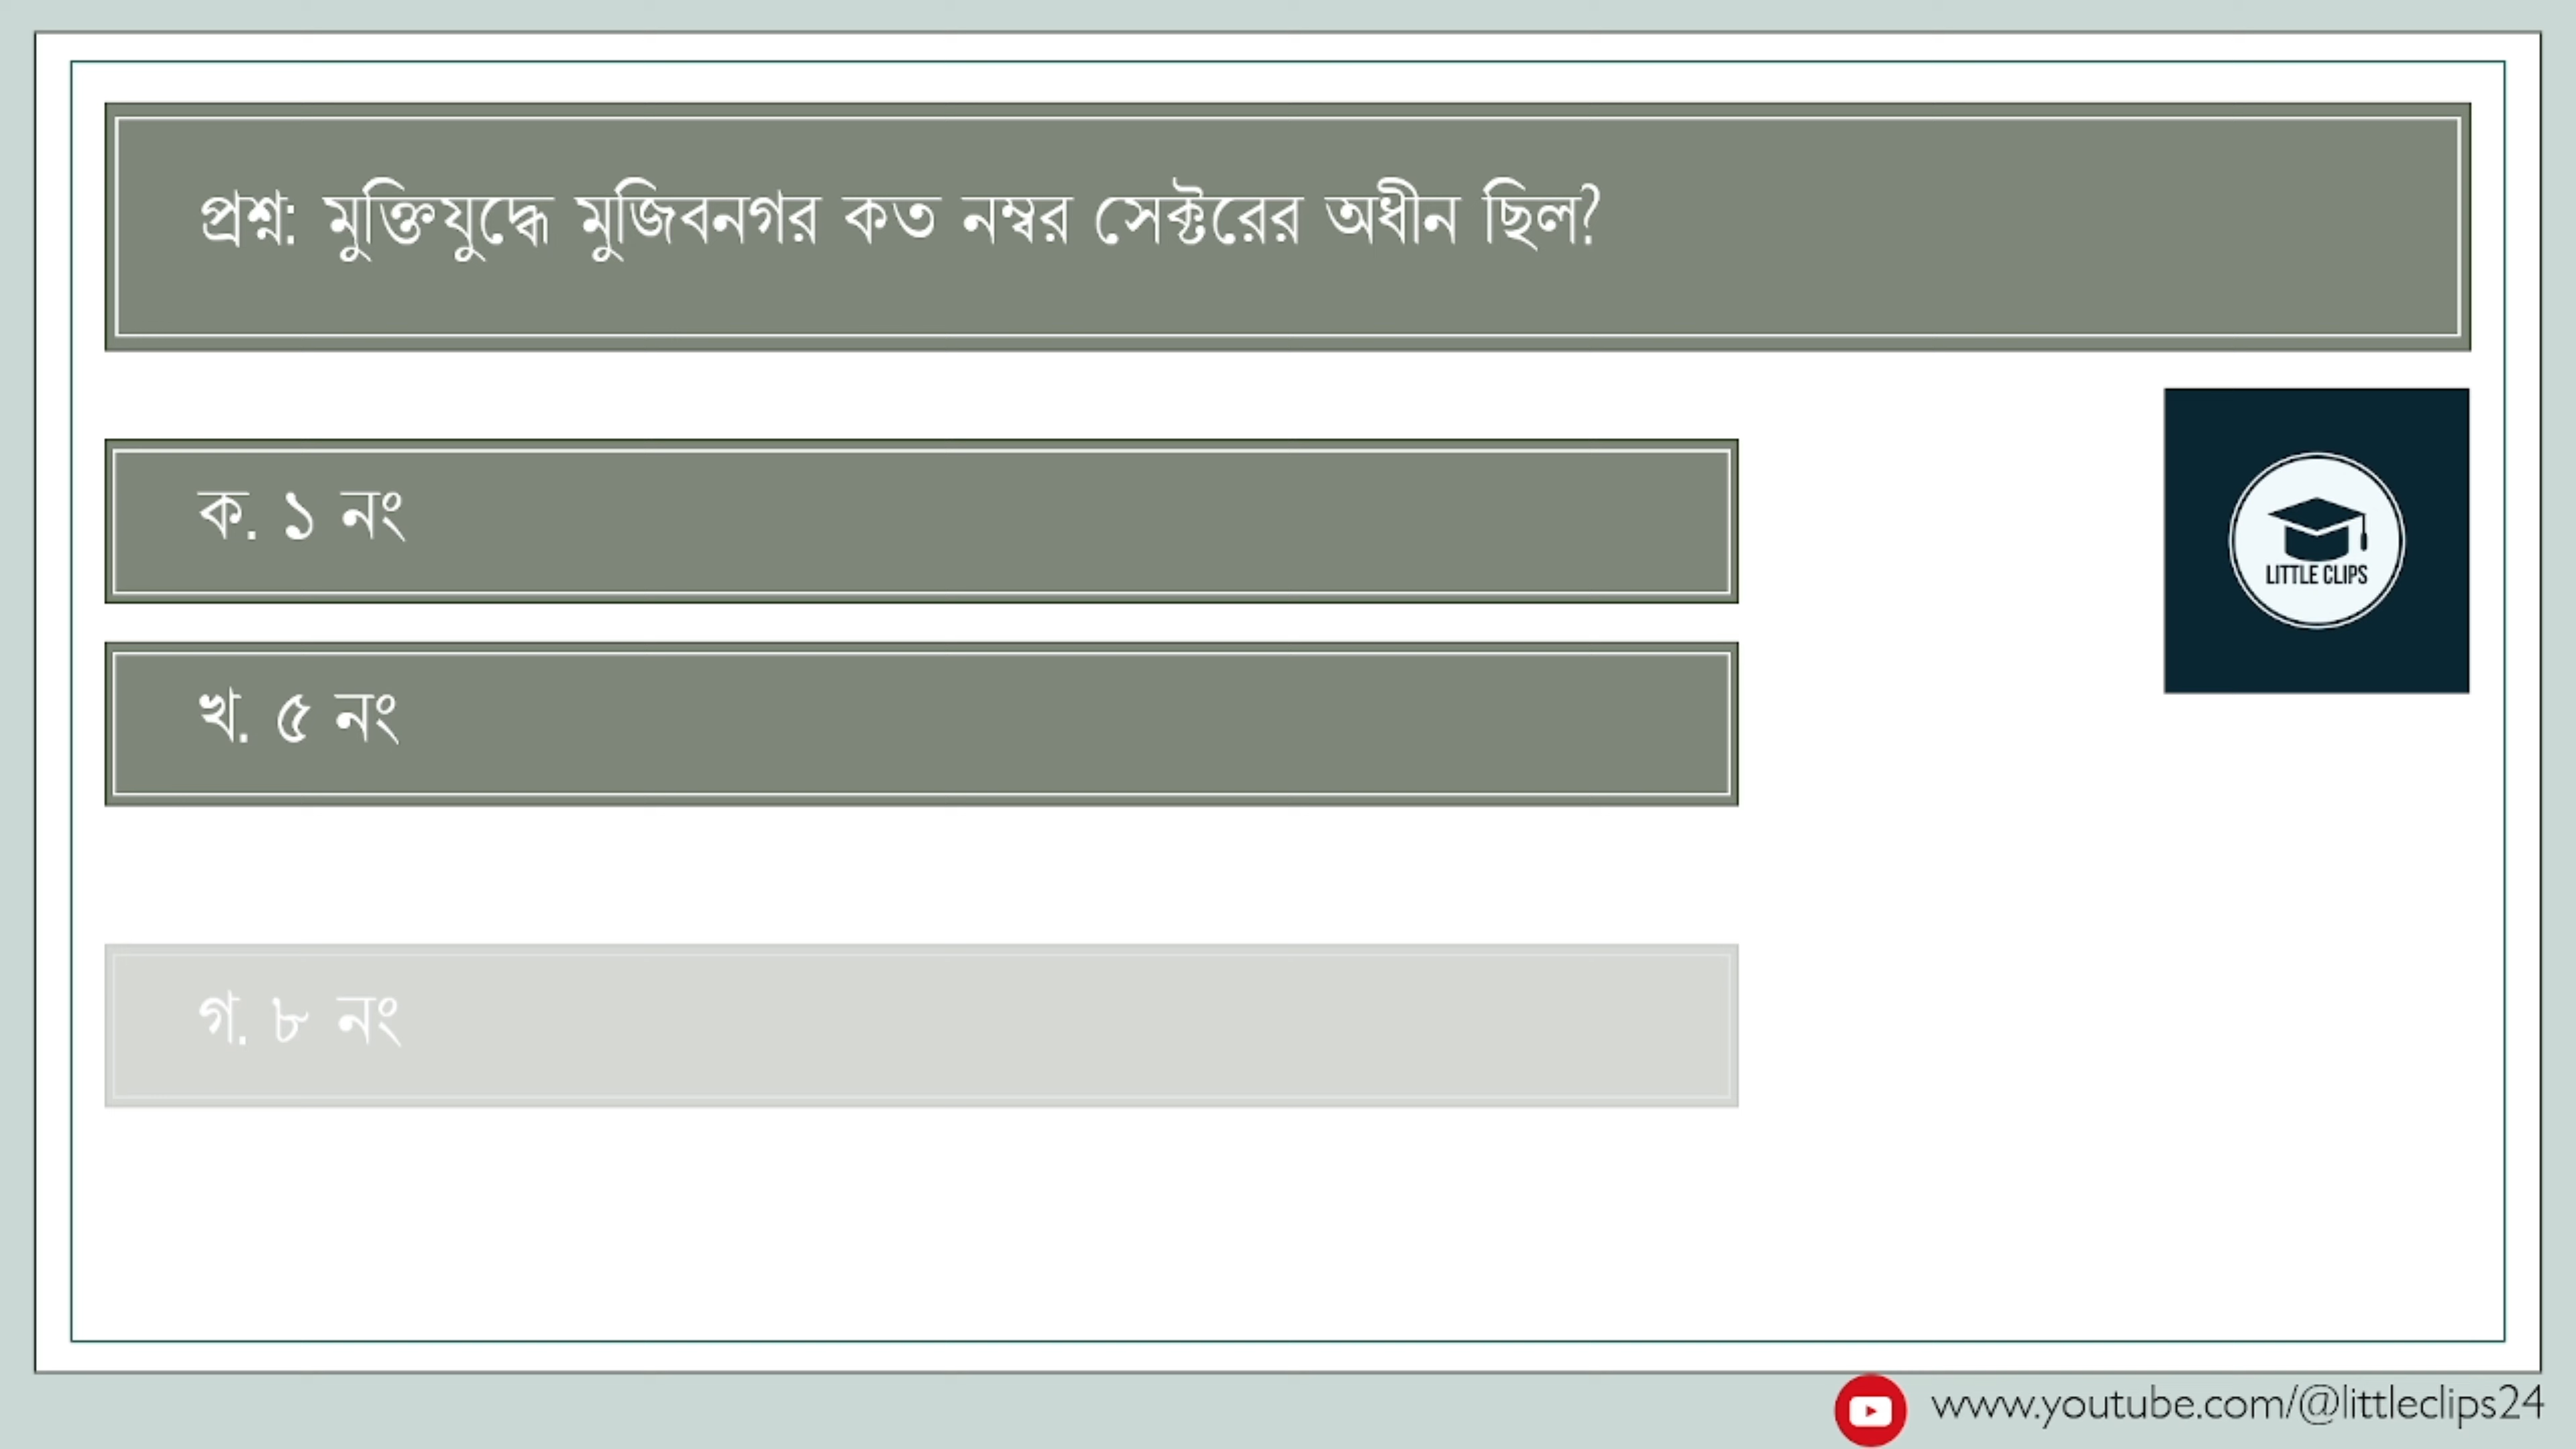 প্রশ্ন: মুক্তিযুদ্ধে মুজিবনগর কত নম্বর সেক্টরের অধীন ছিল?
ক. ১ নং
খ. ৫ নং
LITTLE CLIPS
গ. ৮ নং
www.youtube.com/@littleclips24